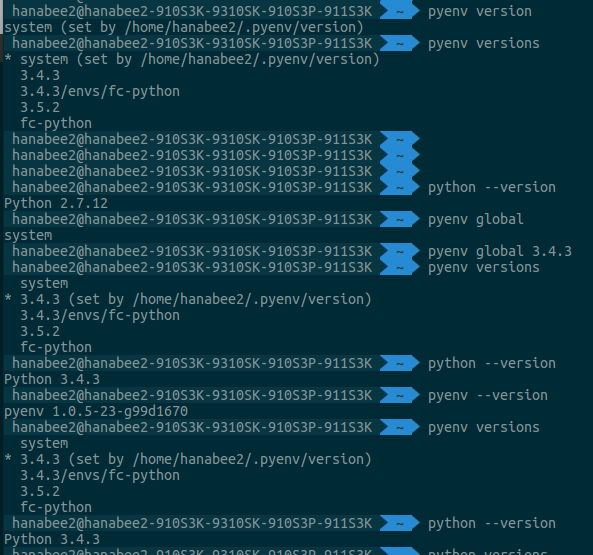 hanabee2@hanabee2-910S3K-9310SK-910S3P-911S3K ~ pyenv version
system (set by /home/hanabee2/.pyenv/version)
hanabee2@hanabee2-910S3K-9310SK-910S3P-911S3K ~ pyenv versions
* system (set by /home/hanabee2/.pyenv/version)
3.4.3
3.4.3/envs/fc-python
3.5.2
fc-python
hanabee2@hanabee2-910S3K-9310SK-910S3P-911S3K ~
hanabee2@hanabee2-910S3K-9310SK-910S3P-911S3K ~
hanabee2@hanabee2-910S3K-9310SK-910S3P-911S3K ~
hanabee2@hanabee2-910S3K-9310SK-910S3P-911S3K ~ python --version
Python 2.7.12
hanabee2@hanabee2-910S3K-9310SK-910S3P-911S3K ~ pyenv global
system
hanabee2@hanabee2-910S3K-9310SK-910S3P-911S3K ~ pyenv global 3.4.3
hanabee2@hanabee2-910S3K-9310SK-910S3P-911S3K ~ pyenv versions
system
* 3.4.3 (set by /home/hanabee2/.pyenv/version)
3.4.3/envs/fc-python
3.5.2
fc-python
hanabee2@hanabee2-910S3K-9310SK-910S3P-911S3K ~ python --version
Python 3.4.3
hanabee2@hanabee2-910S3K-9310SK-910S3P-911S3K ~ pyenv --version
pyenv 1.0.5-23-g99d1670
hanabee2@hanabee2-910S3K-9310SK-910S3P-911S3K ~ pyenv versions
system
* 3.4.3 (set by /home/hanabee2/.pyenv/version)
3.4.3/envs/fc-python
3.5.2
fc-python
hanabee2@hanabee2-910S3K-9310SK-910S3P-911S3K ~ python --version
Python 3.4.3
hanabee2@hanabee2-910S3K-9310SK-910S3P-911S3K ~ python versions